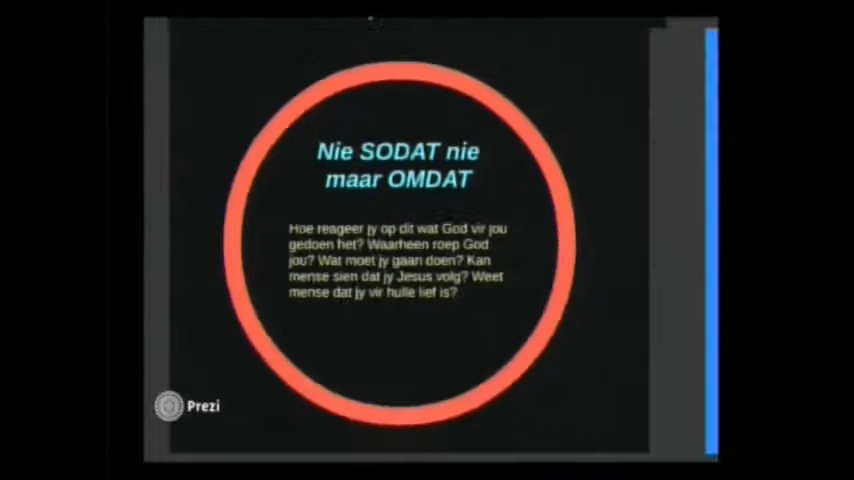 Nie SODAT nie
maar OMDAT
Hoe reageer jy op dit wat God vir jou
gedoen het? Waarheen roep God
jou? Wat moet jy gaan doen? Kan
mense sien dat jy Jesus volg? Weet
mense dat jy vir hulle lief is?
Prezi